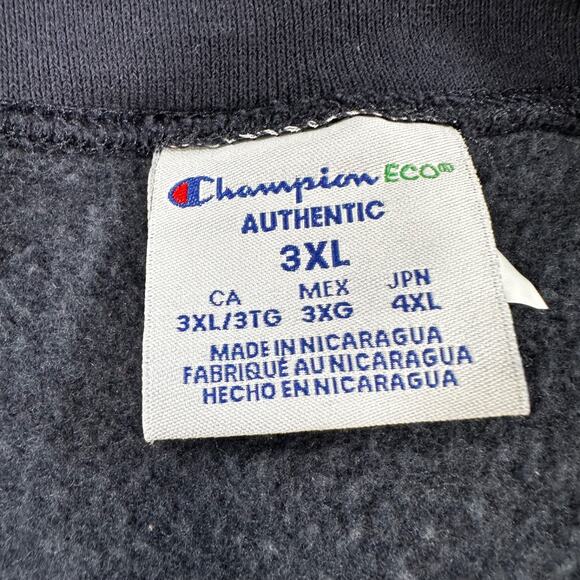 Champion ECO®
AUTHENTIC
3XL
CA MEX JPN
3XL/3TG 3XG 4XL
MADE IN NICARAGUA
FABRIQUÉ AU NICARAGUA
HECHO EN NICARAGUA